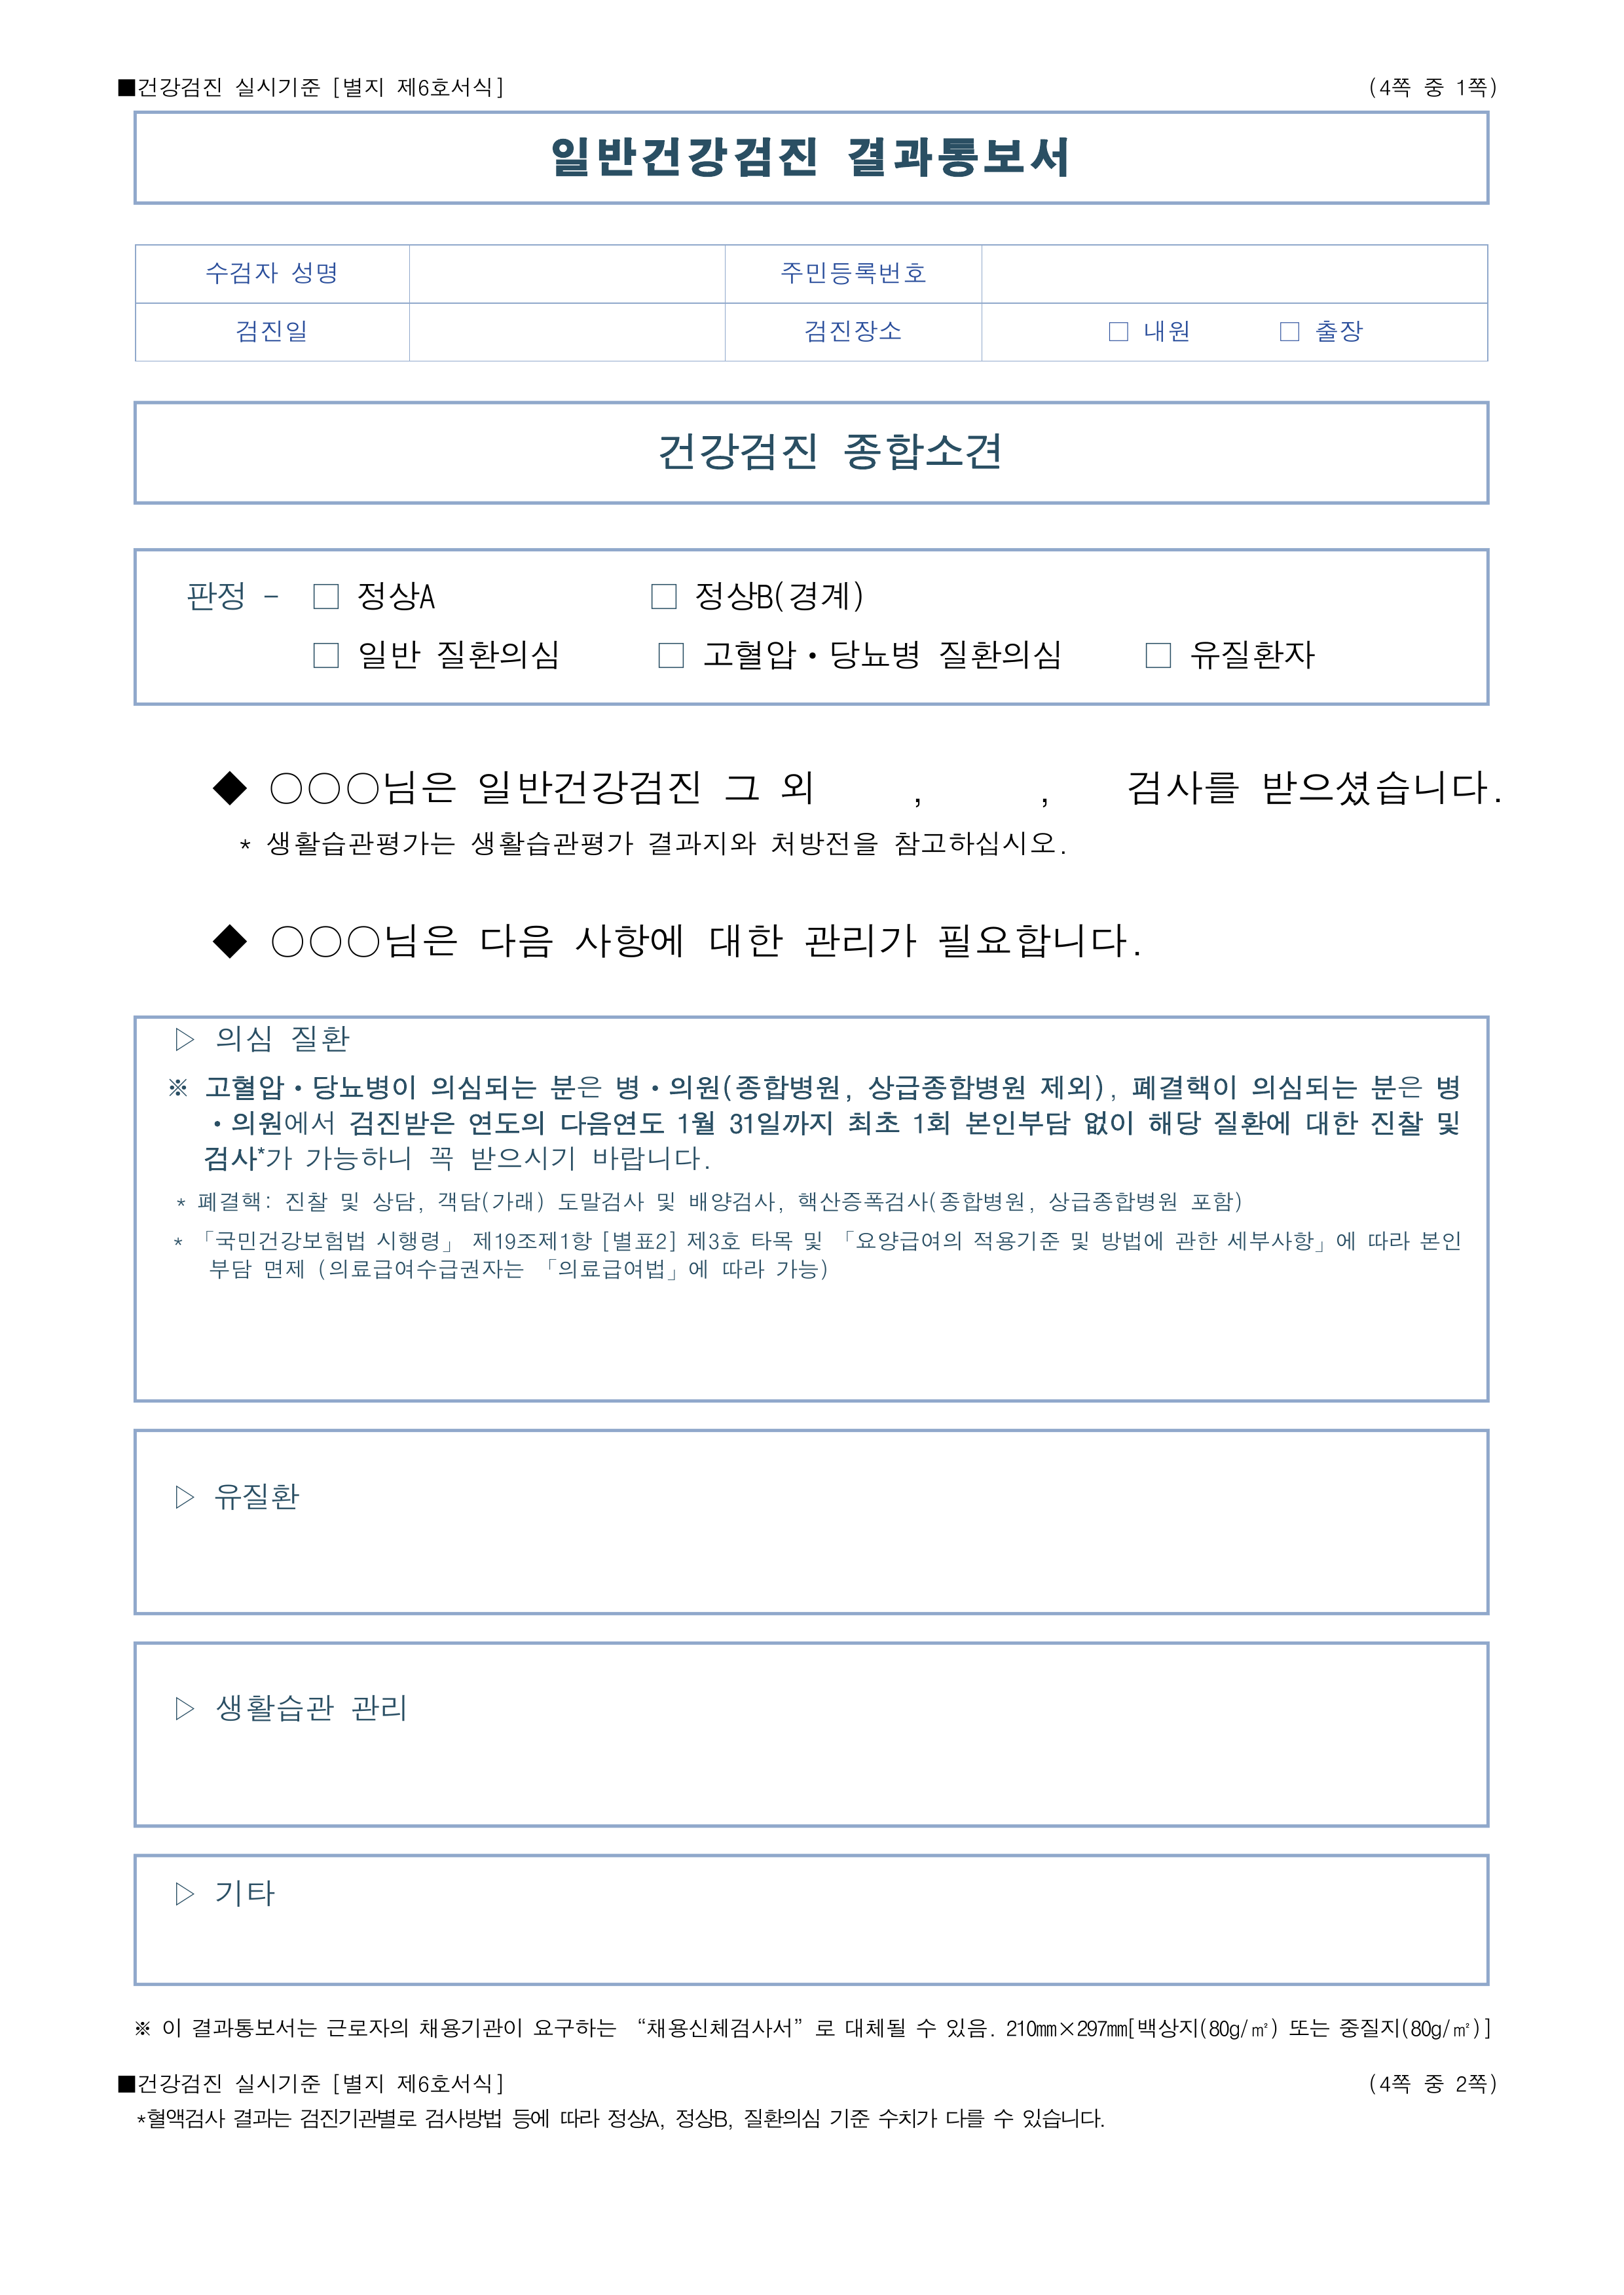 ■건강검진 실시기준 [별지 제6호서식] (4쪽 중 1쪽)
일반건강검진 결과통보서
수검자 성명 주민등록번호
검진일 검진장소 □ 내원 □ 출장
건강검진 종합소견
판정 - □ 정상A □ 정상B(경계)
□ 일반 질환의심 □ 고혈압·당뇨병 질환의심 □ 유질환자
◆ ○○○님은 일반건강검진 그 외 , , 검사를 받으셨습니다.
* 생활습관평가는 생활습관평가 결과지와 처방전을 참고하십시오.
◆ ○○○님은 다음 사항에 대한 관리가 필요합니다.
▷ 의심 질환
※ 고혈압·당뇨병이 의심되는 분은 병·의원(종합병원, 상급종합병원 제외), 폐결핵이 의심되는 분은 병
·의원에서 검진받은 연도의 다음연도 1월 31일까지 최초 1회 본인부담 없이 해당 질환에 대한 진찰 및
검사*가 가능하니 꼭 받으시기 바랍니다.
* 폐결핵: 진찰 및 상담, 객담(가래) 도말검사 및 배양검사, 핵산증폭검사(종합병원, 상급종합병원 포함)
* 「국민건강보험법 시행령」 제19조제1항 [별표2] 제3호 타목 및 「요양급여의 적용기준 및 방법에 관한 세부사항」에 따라 본인
부담 면제 (의료급여수급권자는 「의료급여법」에 따라 가능)
▷ 유질환
▷ 생활습관 관리
▷ 기타
※ 이 결과통보서는 근로자의 채용기관이 요구하는 “채용신체검사서”로 대체될 수 있음. 210㎜×297㎜[백상지(80g/㎡) 또는 중질지(80g/㎡)]
■건강검진 실시기준 [별지 제6호서식] (4쪽 중 2쪽)
*혈액검사 결과는 검진기관별로 검사방법 등에 따라 정상A, 정상B, 질환의심 기준 수치가 다를 수 있습니다.